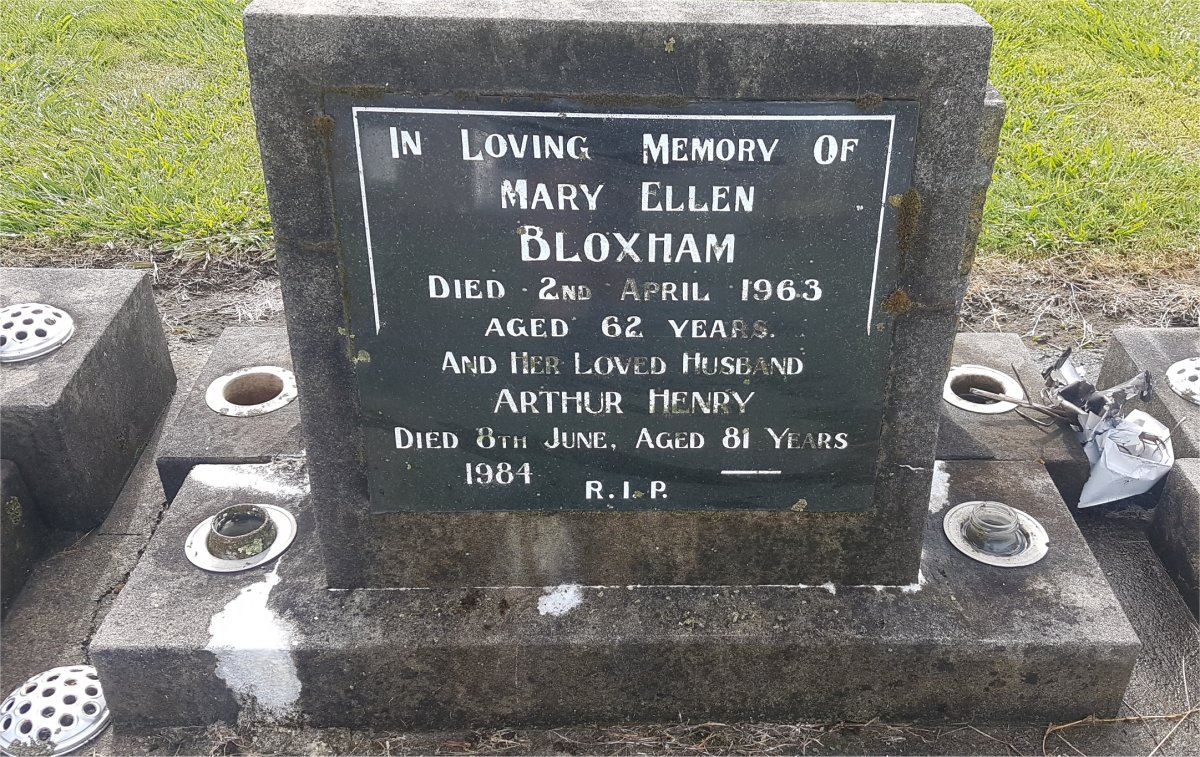 IN LOVING MEMORY OF
MARY ELLEN
BLOXHAM
DIED 2ND APRIL 1963
AGED 62 YEARS.
AND HER LOVED HUSBAND
ARTHUR HENRY
DIED 8TH JUNE, AGED 81 YEARS
1984
R.I.P.